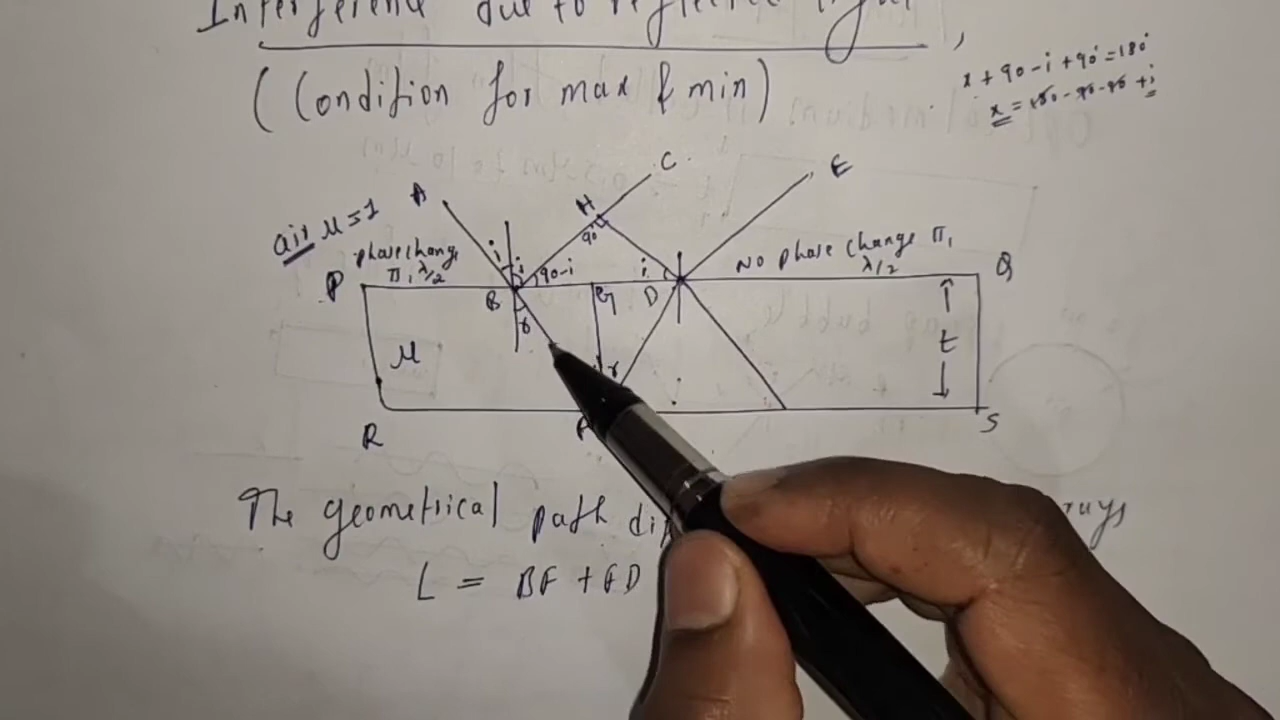 Interference due to reflected light,
( Condition for max & min )
x + 90 - i + 90 = 180
x = 180 - 90 - 90 + i
A
H
C
E
air μ = 1
phase change
π, λ/2
No phase change π,
λ/2
P
i
i
90
90-i
i
Q
B
G
D
r
r
μ
t
R
F
S
The geometrical path rays
L = BF + FD